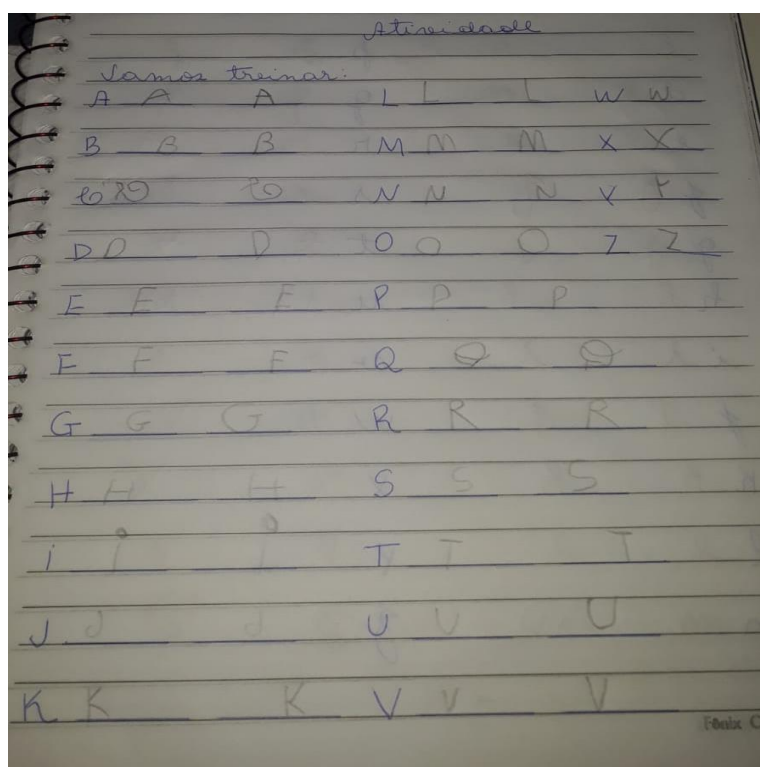 Atividade
Vamos treinar:
A A A L L L W W
B B B M M M X X
C C C N N N Y Y
D D D O O O Z Z
E E E P P P
F F F Q Q Q
G G G R R R
H H H S S S
i i i T T T
J J J U U U
K K K V V V